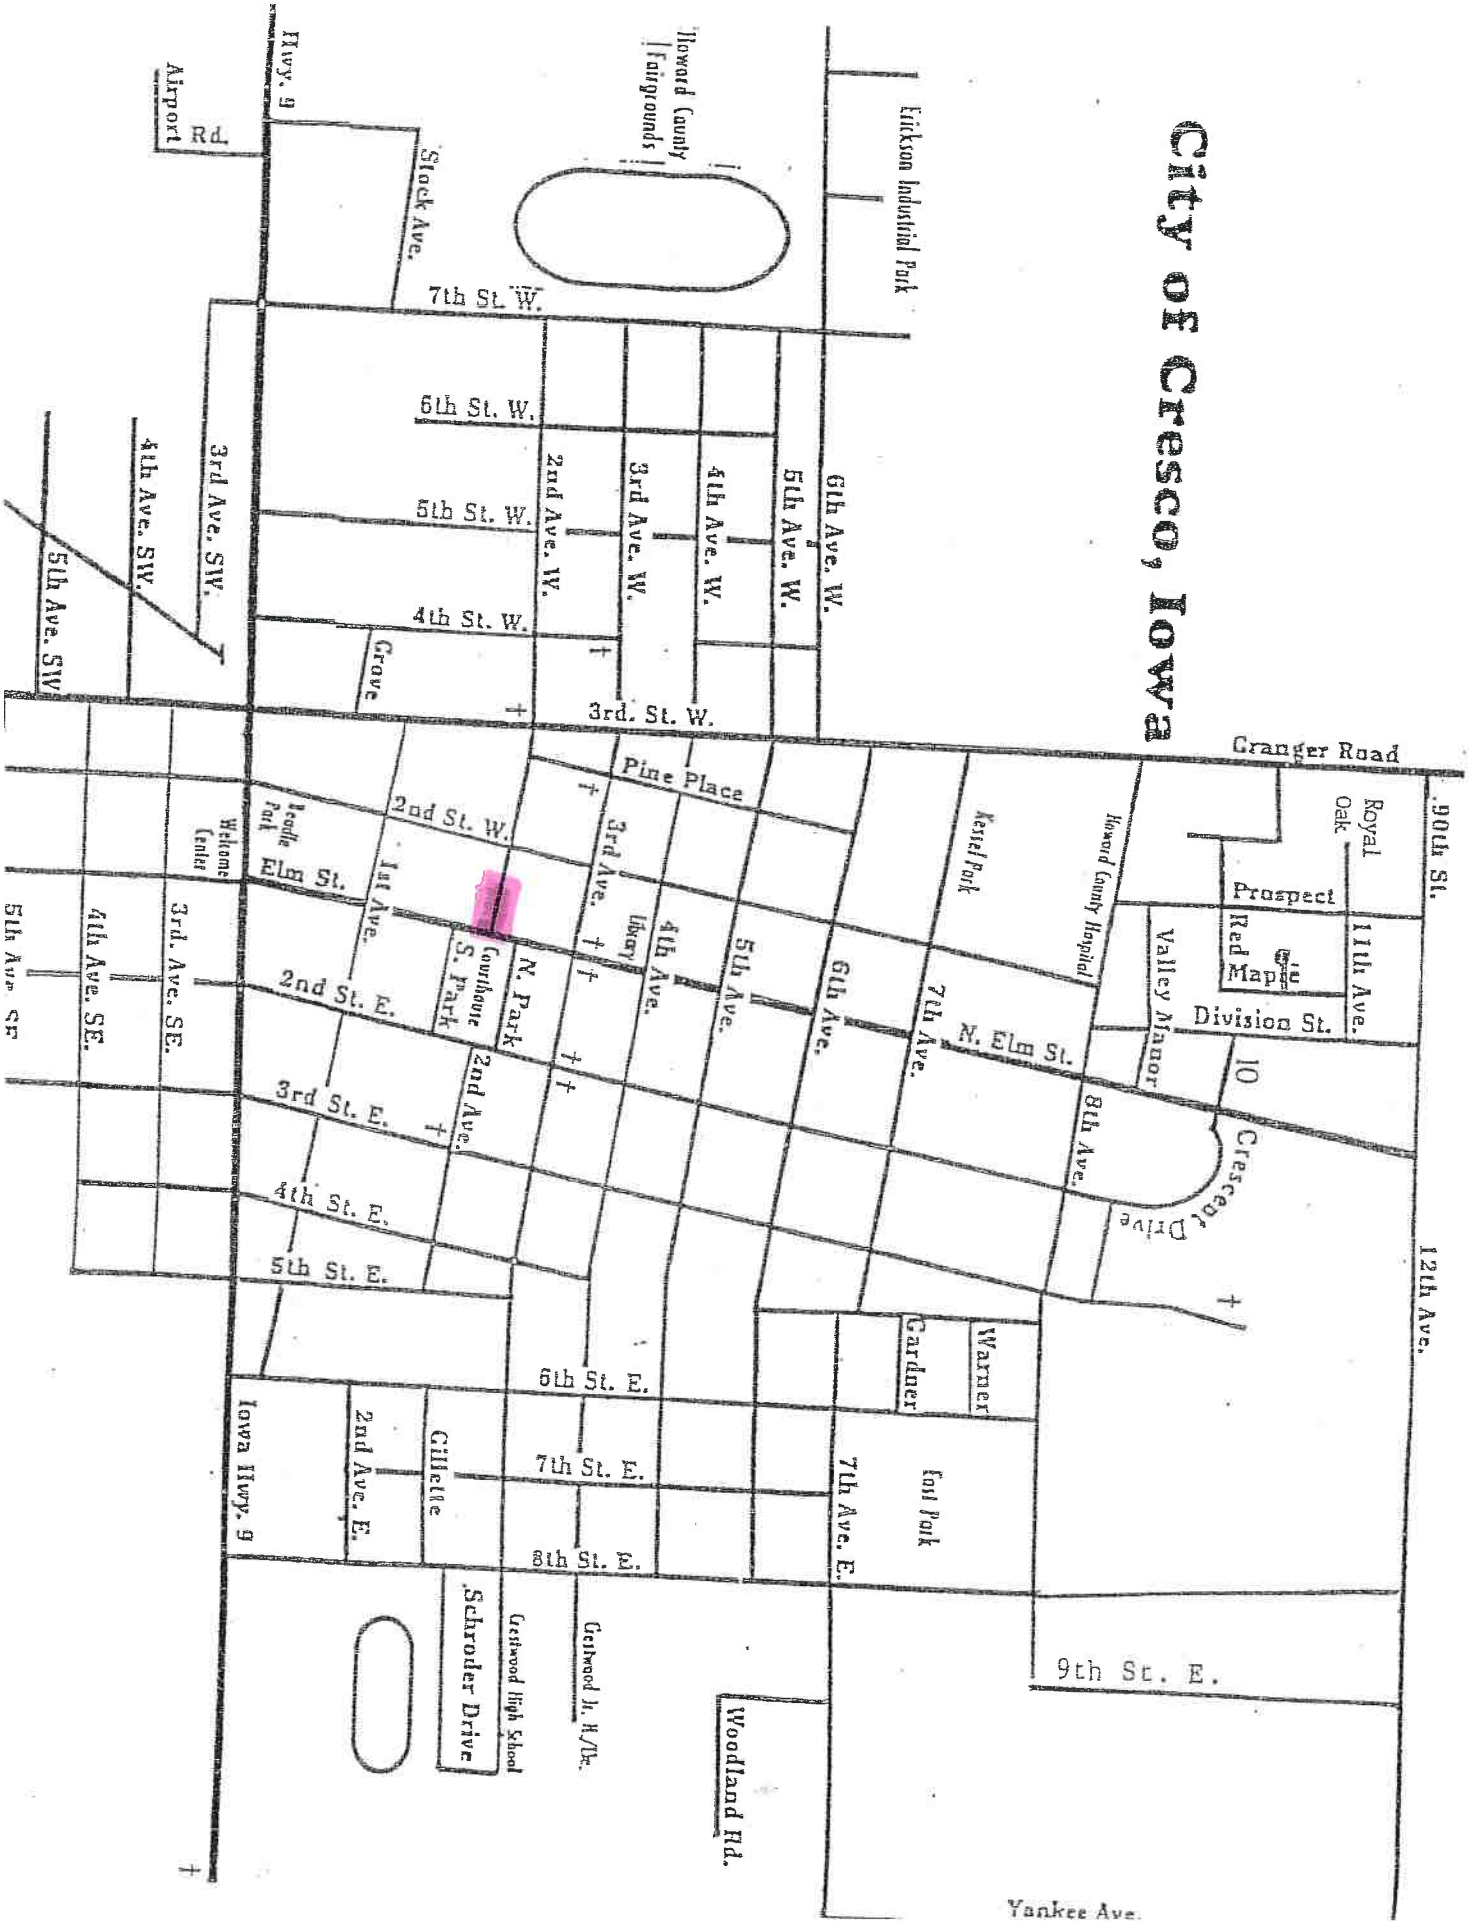 City of Cresco, Iowa
Hwy. 9
Airport Rd.
Stock Ave.
Howard County
Fairgrounds
Erickson Industrial Park
7th St. W.
6th St. W.
5th St. W.
4th St. W.
2nd Ave. W.
3rd Ave. W.
4th Ave. W.
5th Ave. W.
6th Ave. W.
3rd Ave. SW.
4th Ave. SW.
5th Ave. SW
Grove
3rd. St. W.
Granger Road
Pine Place
2nd St. W.
Beadle
Park
Welcome
Center
Elm St.
1st Ave.
3rd Ave.
Library
4th Ave.
5th Ave.
6th Ave.
7th Ave.
Kessel Park
Howard County Hospital
Royal
Oak
90th St.
Prospect
Red
Maple
11th Ave.
Valley Manor
Division St.
N. Elm St.
10
8th Ave.
Crescent Drive
12th Ave.
N. Park
Courthouse
S. Park
2nd Ave.
2nd St. E.
3rd St. E.
4th St. E.
5th St. E.
3rd. Ave. SE.
4th Ave. SE.
5th Ave SE
6th St. E.
7th St. E.
8th St. E.
Gardner
Warner
7th Ave. E.
East Park
Iowa Hwy. 9
2nd Ave. E.
Gillette
Schroder Drive
Crestwood High School
Crestwood Jr. H/
Woodland Rd.
9th St. E.
Yankee Ave.